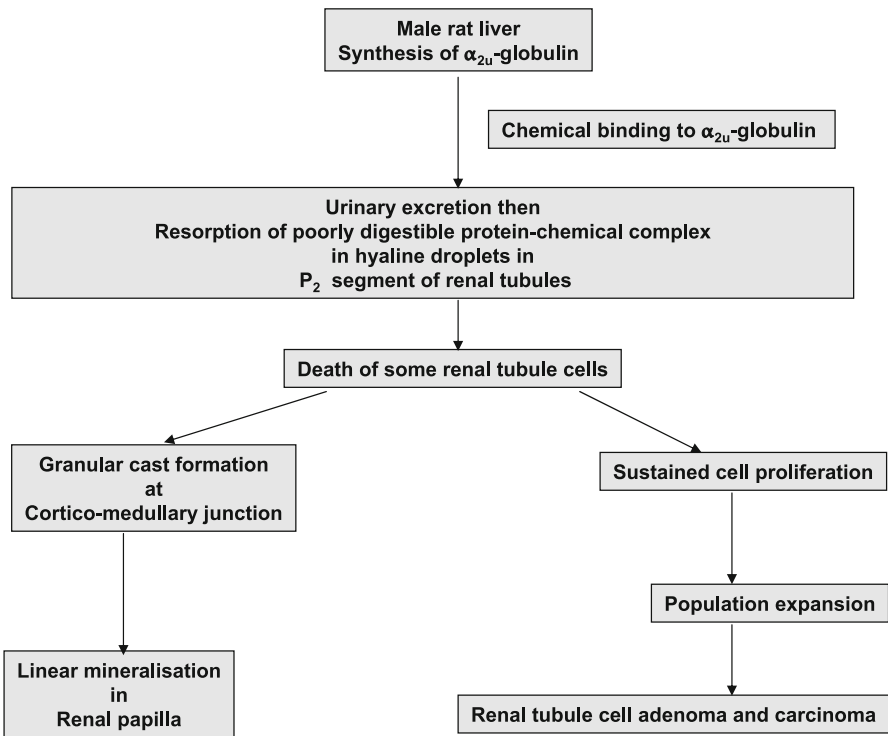 Male rat liver
Synthesis of α2u-globulin
Chemical binding to α2u-globulin
Urinary excretion then
Resorption of poorly digestible protein-chemical complex
in hyaline droplets in
P2 segment of renal tubules
Death of some renal tubule cells
Granular cast formation
at
Cortico-medullary junction
Sustained cell proliferation
Population expansion
Linear mineralisation
in
Renal papilla
Renal tubule cell adenoma and carcinoma